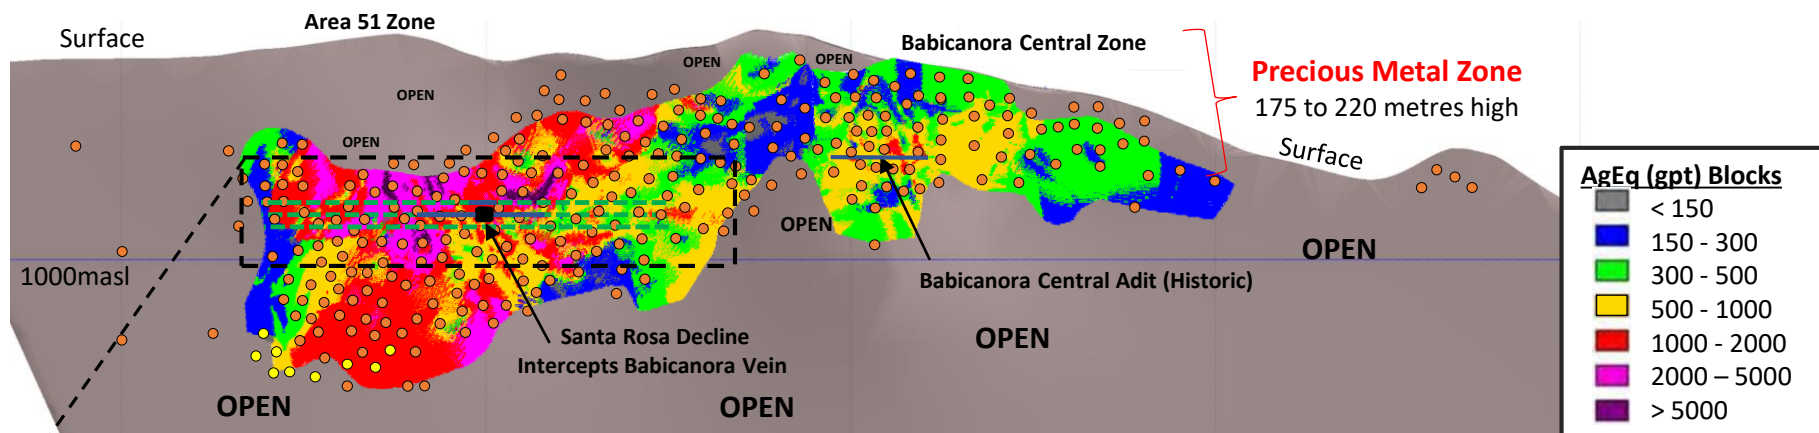 Area 51 Zone
Surface
Babicanora Central Zone
OPEN
OPEN
OPEN
OPEN
Precious Metal Zone
175 to 220 metres high
Surface
OPEN
OPEN
1000masl
Babicanora Central Adit (Historic)
Santa Rosa Decline
Intercepts Babicanora Vein
OPEN
OPEN
OPEN
AgEq (gpt) Blocks
< 150
150 - 300
300 - 500
500 - 1000
1000 - 2000
2000 – 5000
> 5000